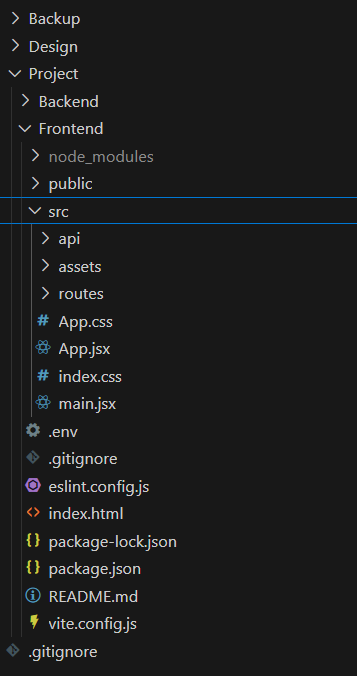 Backup
Design
Project
Backend
Frontend
node_modules
public
src
api
assets
routes
App.css
App.jsx
index.css
main.jsx
.env
.gitignore
eslint.config.js
index.html
package-lock.json
package.json
README.md
vite.config.js
.gitignore